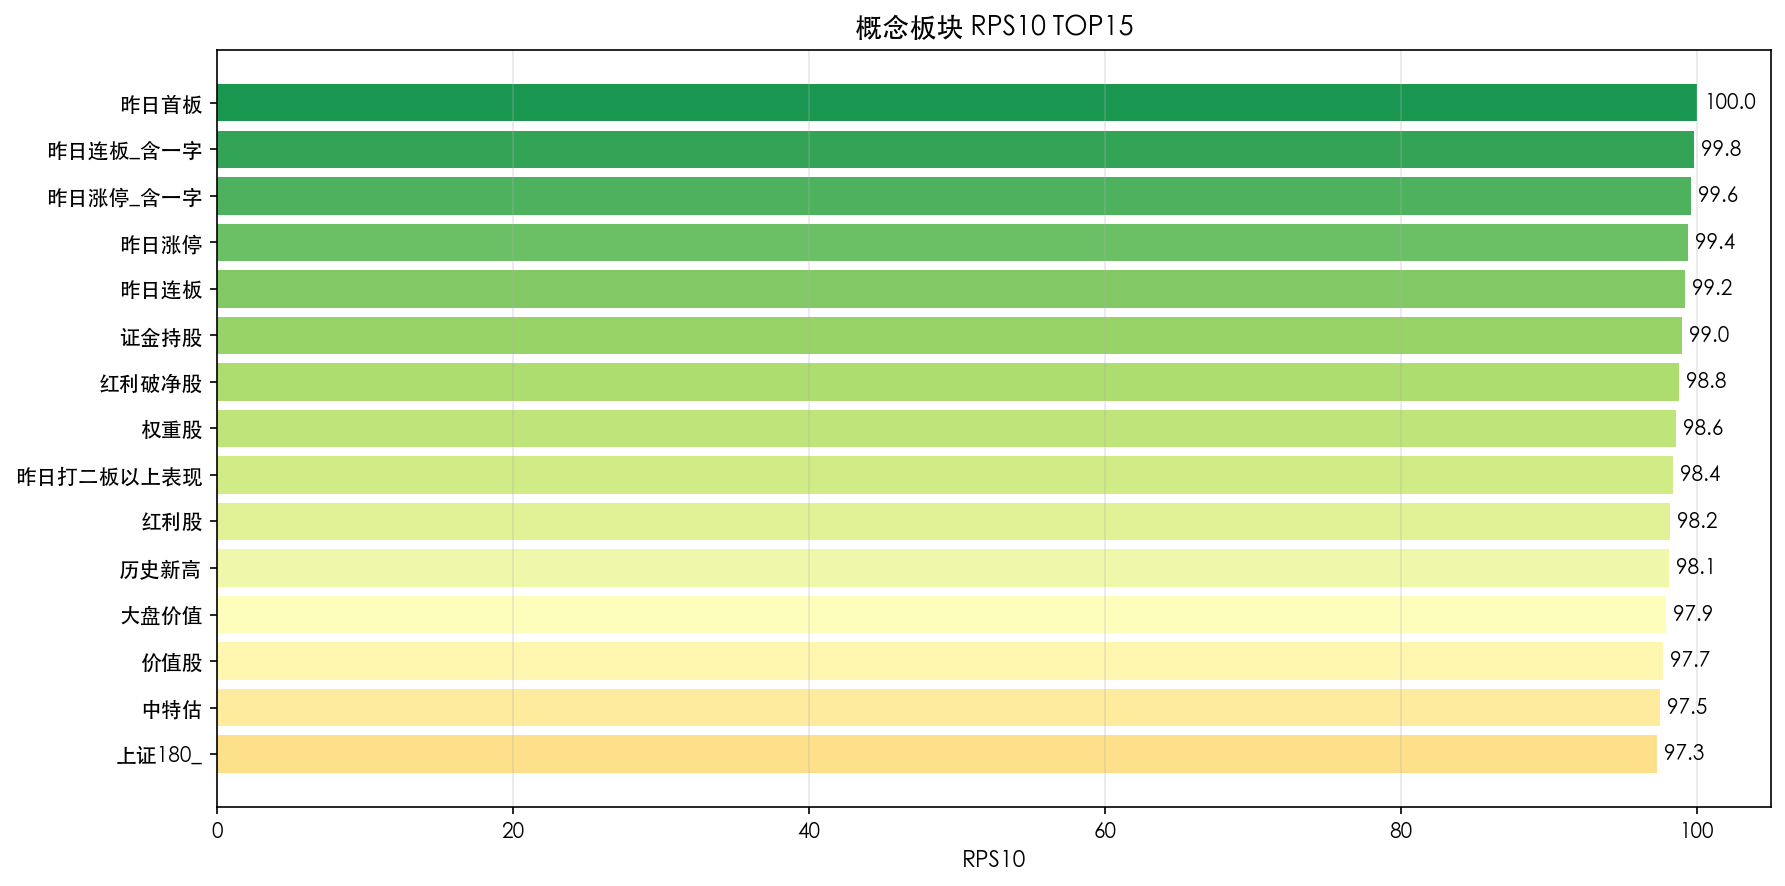 概念板块 RPS10 TOP15
昨日首板 100.0
昨日连板_含一字 99.8
昨日涨停_含一字 99.6
昨日涨停 99.4
昨日连板 99.2
证金持股 99.0
红利破净股 98.8
权重股 98.6
昨日打二板以上表现 98.4
红利股 98.2
历史新高 98.1
大盘价值 97.9
价值股 97.7
中特估 97.5
上证180_ 97.3
0 20 40 60 80 100
RPS10